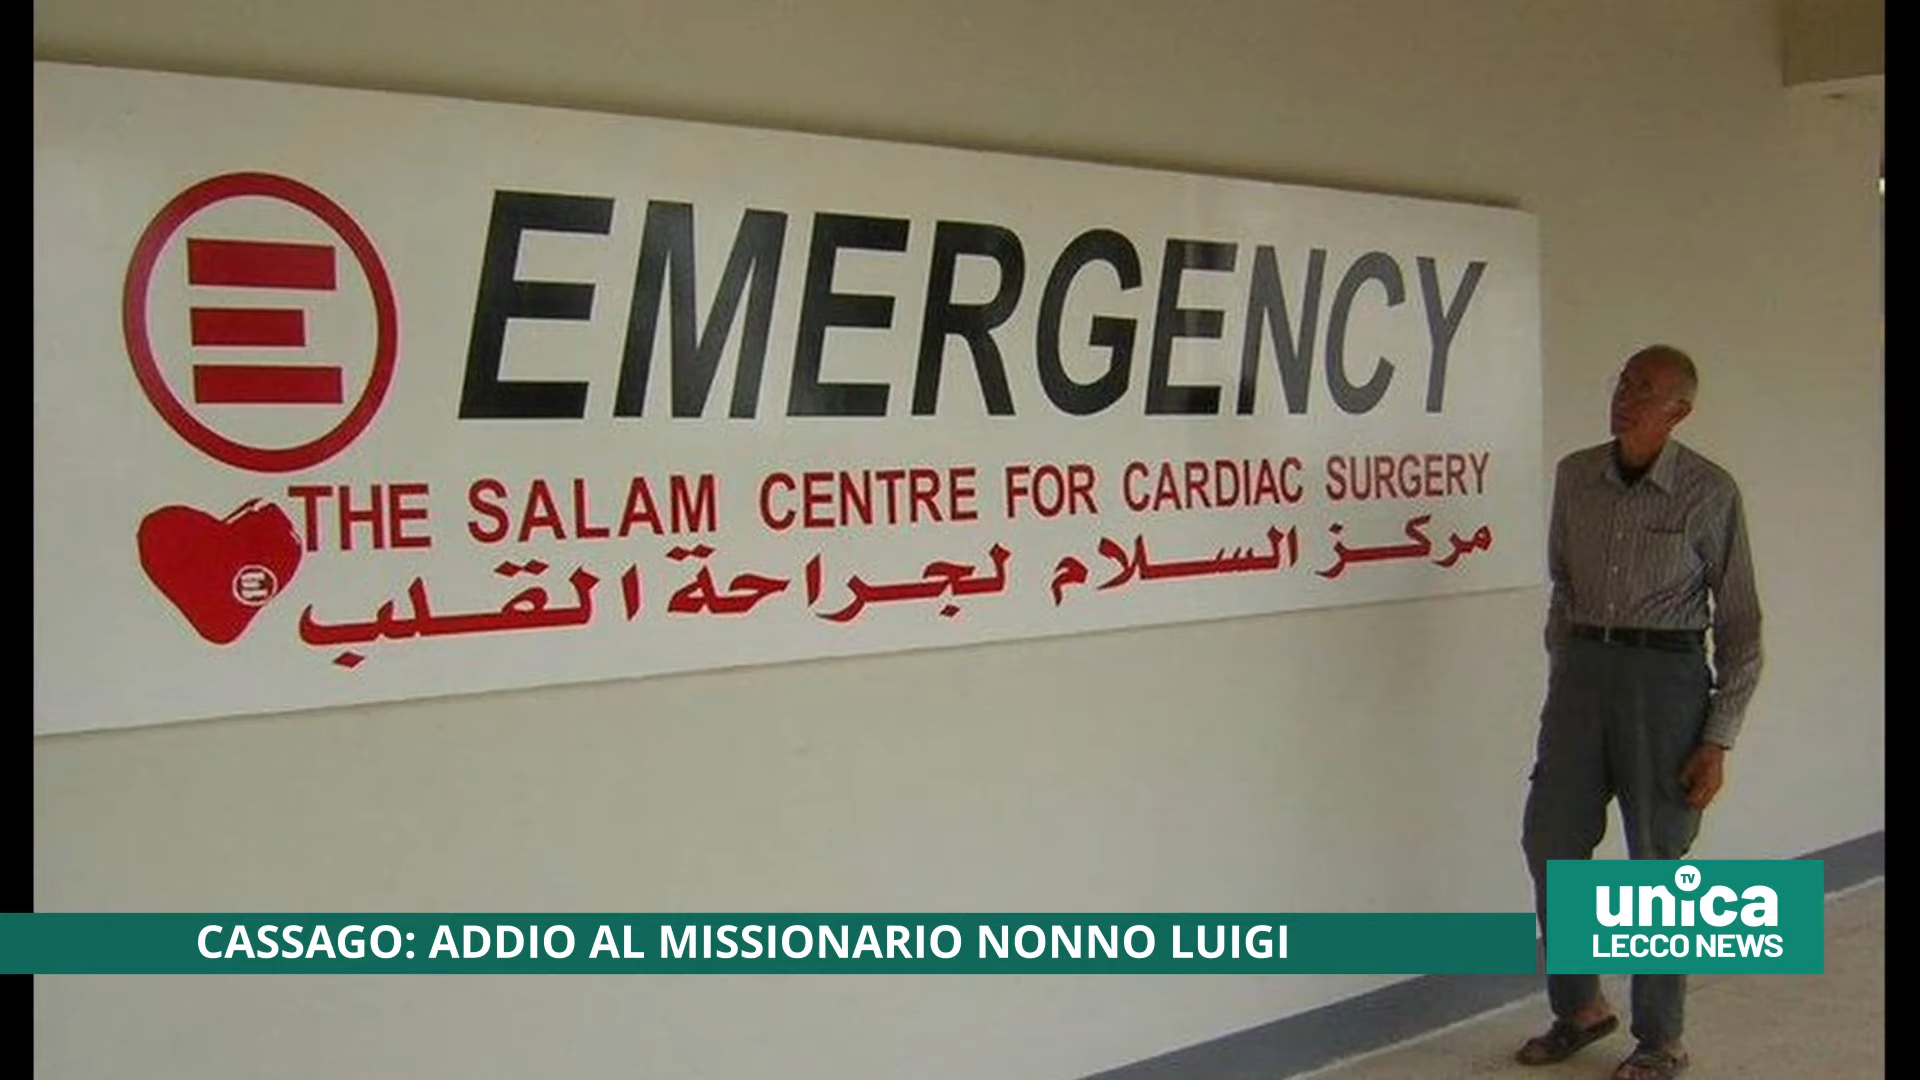 EMERGENCY
THE SALAM CENTRE FOR CARDIAC SURGERY
مركز السلام لجراحة القلب
CASSAGO: ADDIO AL MISSIONARIO NONNO LUIGI
TV
unica
LECCO NEWS